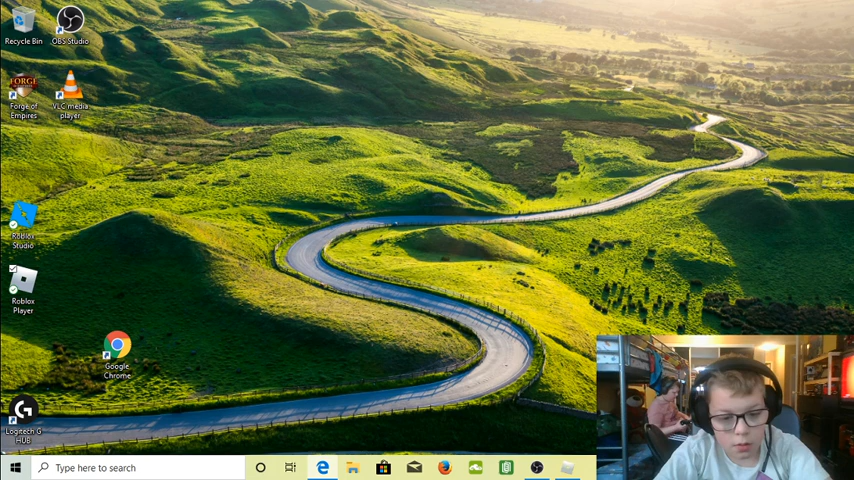 Recycle Bin
OBS Studio
FORGE
Forge of
Empires
VLC media
player
Roblox
Studio
Roblox
Player
Google
Chrome
Logitech G
HUB
Type here to search